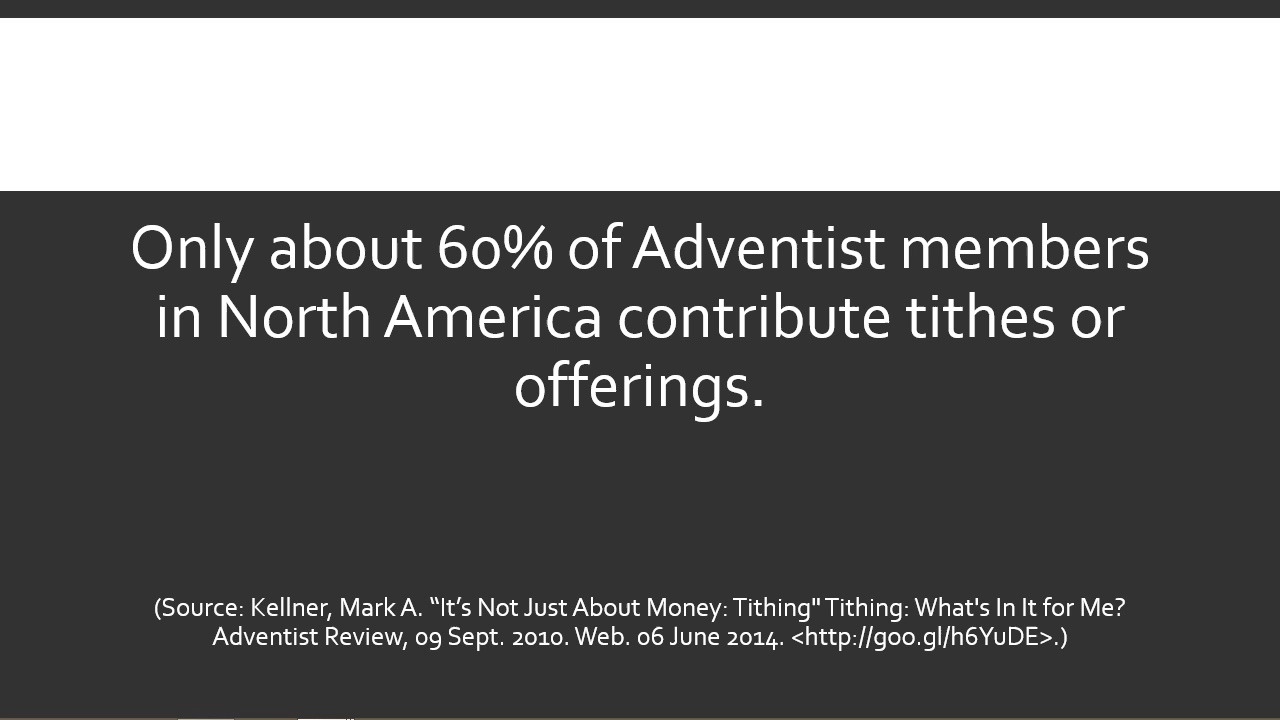 Only about 60% of Adventist members
in North America contribute tithes or
offerings.
(Source: Kellner, Mark A. “It’s Not Just About Money: Tithing" Tithing: What's In It for Me?
Adventist Review, 09 Sept. 2010. Web. 06 June 2014. <http://goo.gl/h6YuDE>.)